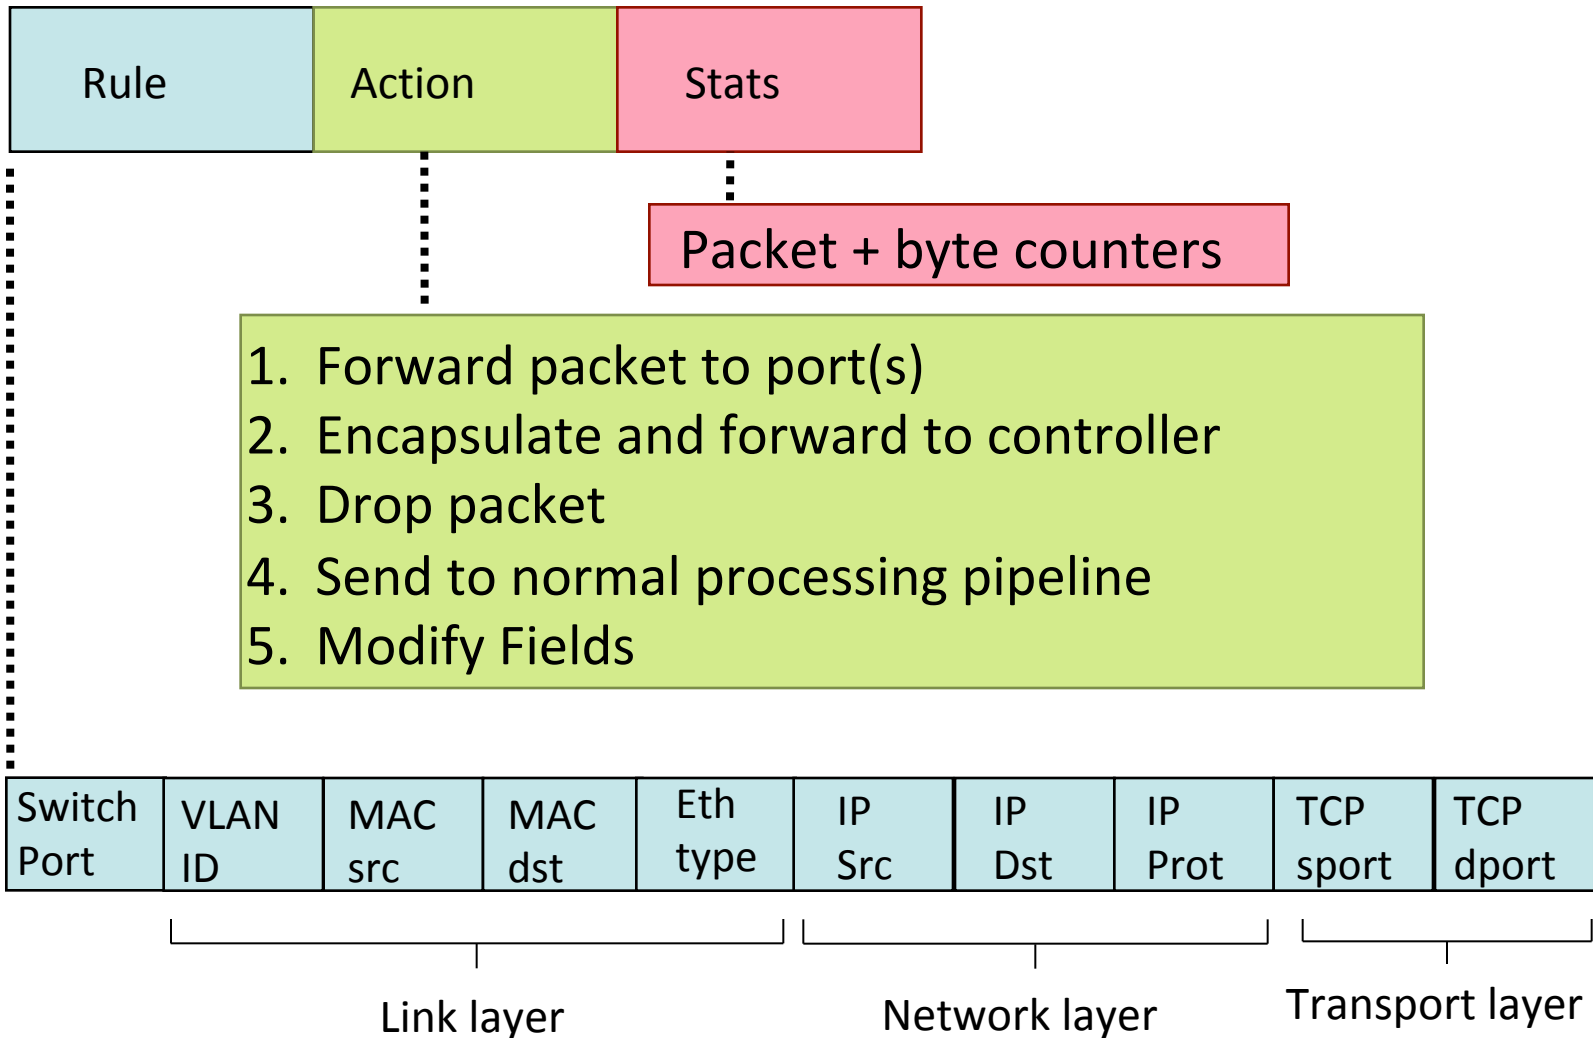 Rule
Action
Stats
Packet + byte counters
1. Forward packet to port(s)
2. Encapsulate and forward to controller
3. Drop packet
4. Send to normal processing pipeline
5. Modify Fields
Switch
Port
VLAN
ID
MAC
src
MAC
dst
Eth
type
IP
Src
IP
Dst
IP
Prot
TCP
sport
TCP
dport
Link layer
Network layer
Transport layer